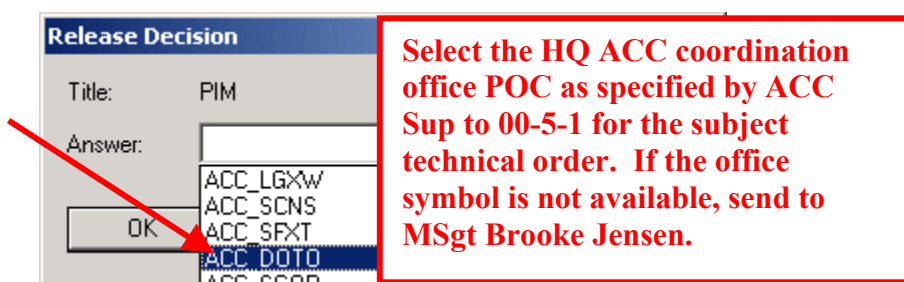 Release Decision
Title: PIM
Answer:
ACC_LGXW
ACC_SCNS
ACC_SFXT
ACC_DOTO
OK
Select the HQ ACC coordination
office POC as specified by ACC
Sup to 00-5-1 for the subject
technical order. If the office
symbol is not available, send to
MSgt Brooke Jensen.